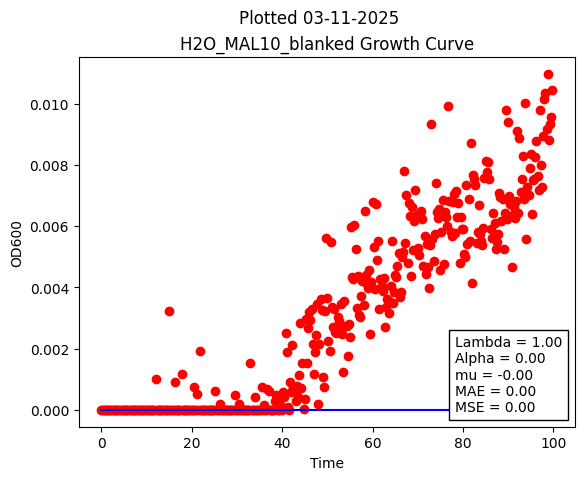 Plotted 03-11-2025
H2O_MAL10_blanked Growth Curve
OD600
0.010
0.008
0.006
0.004
0.002
0.000
Lambda = 1.00
Alpha = 0.00
mu = -0.00
MAE = 0.00
MSE = 0.00
0 20 40 60 80 100
Time